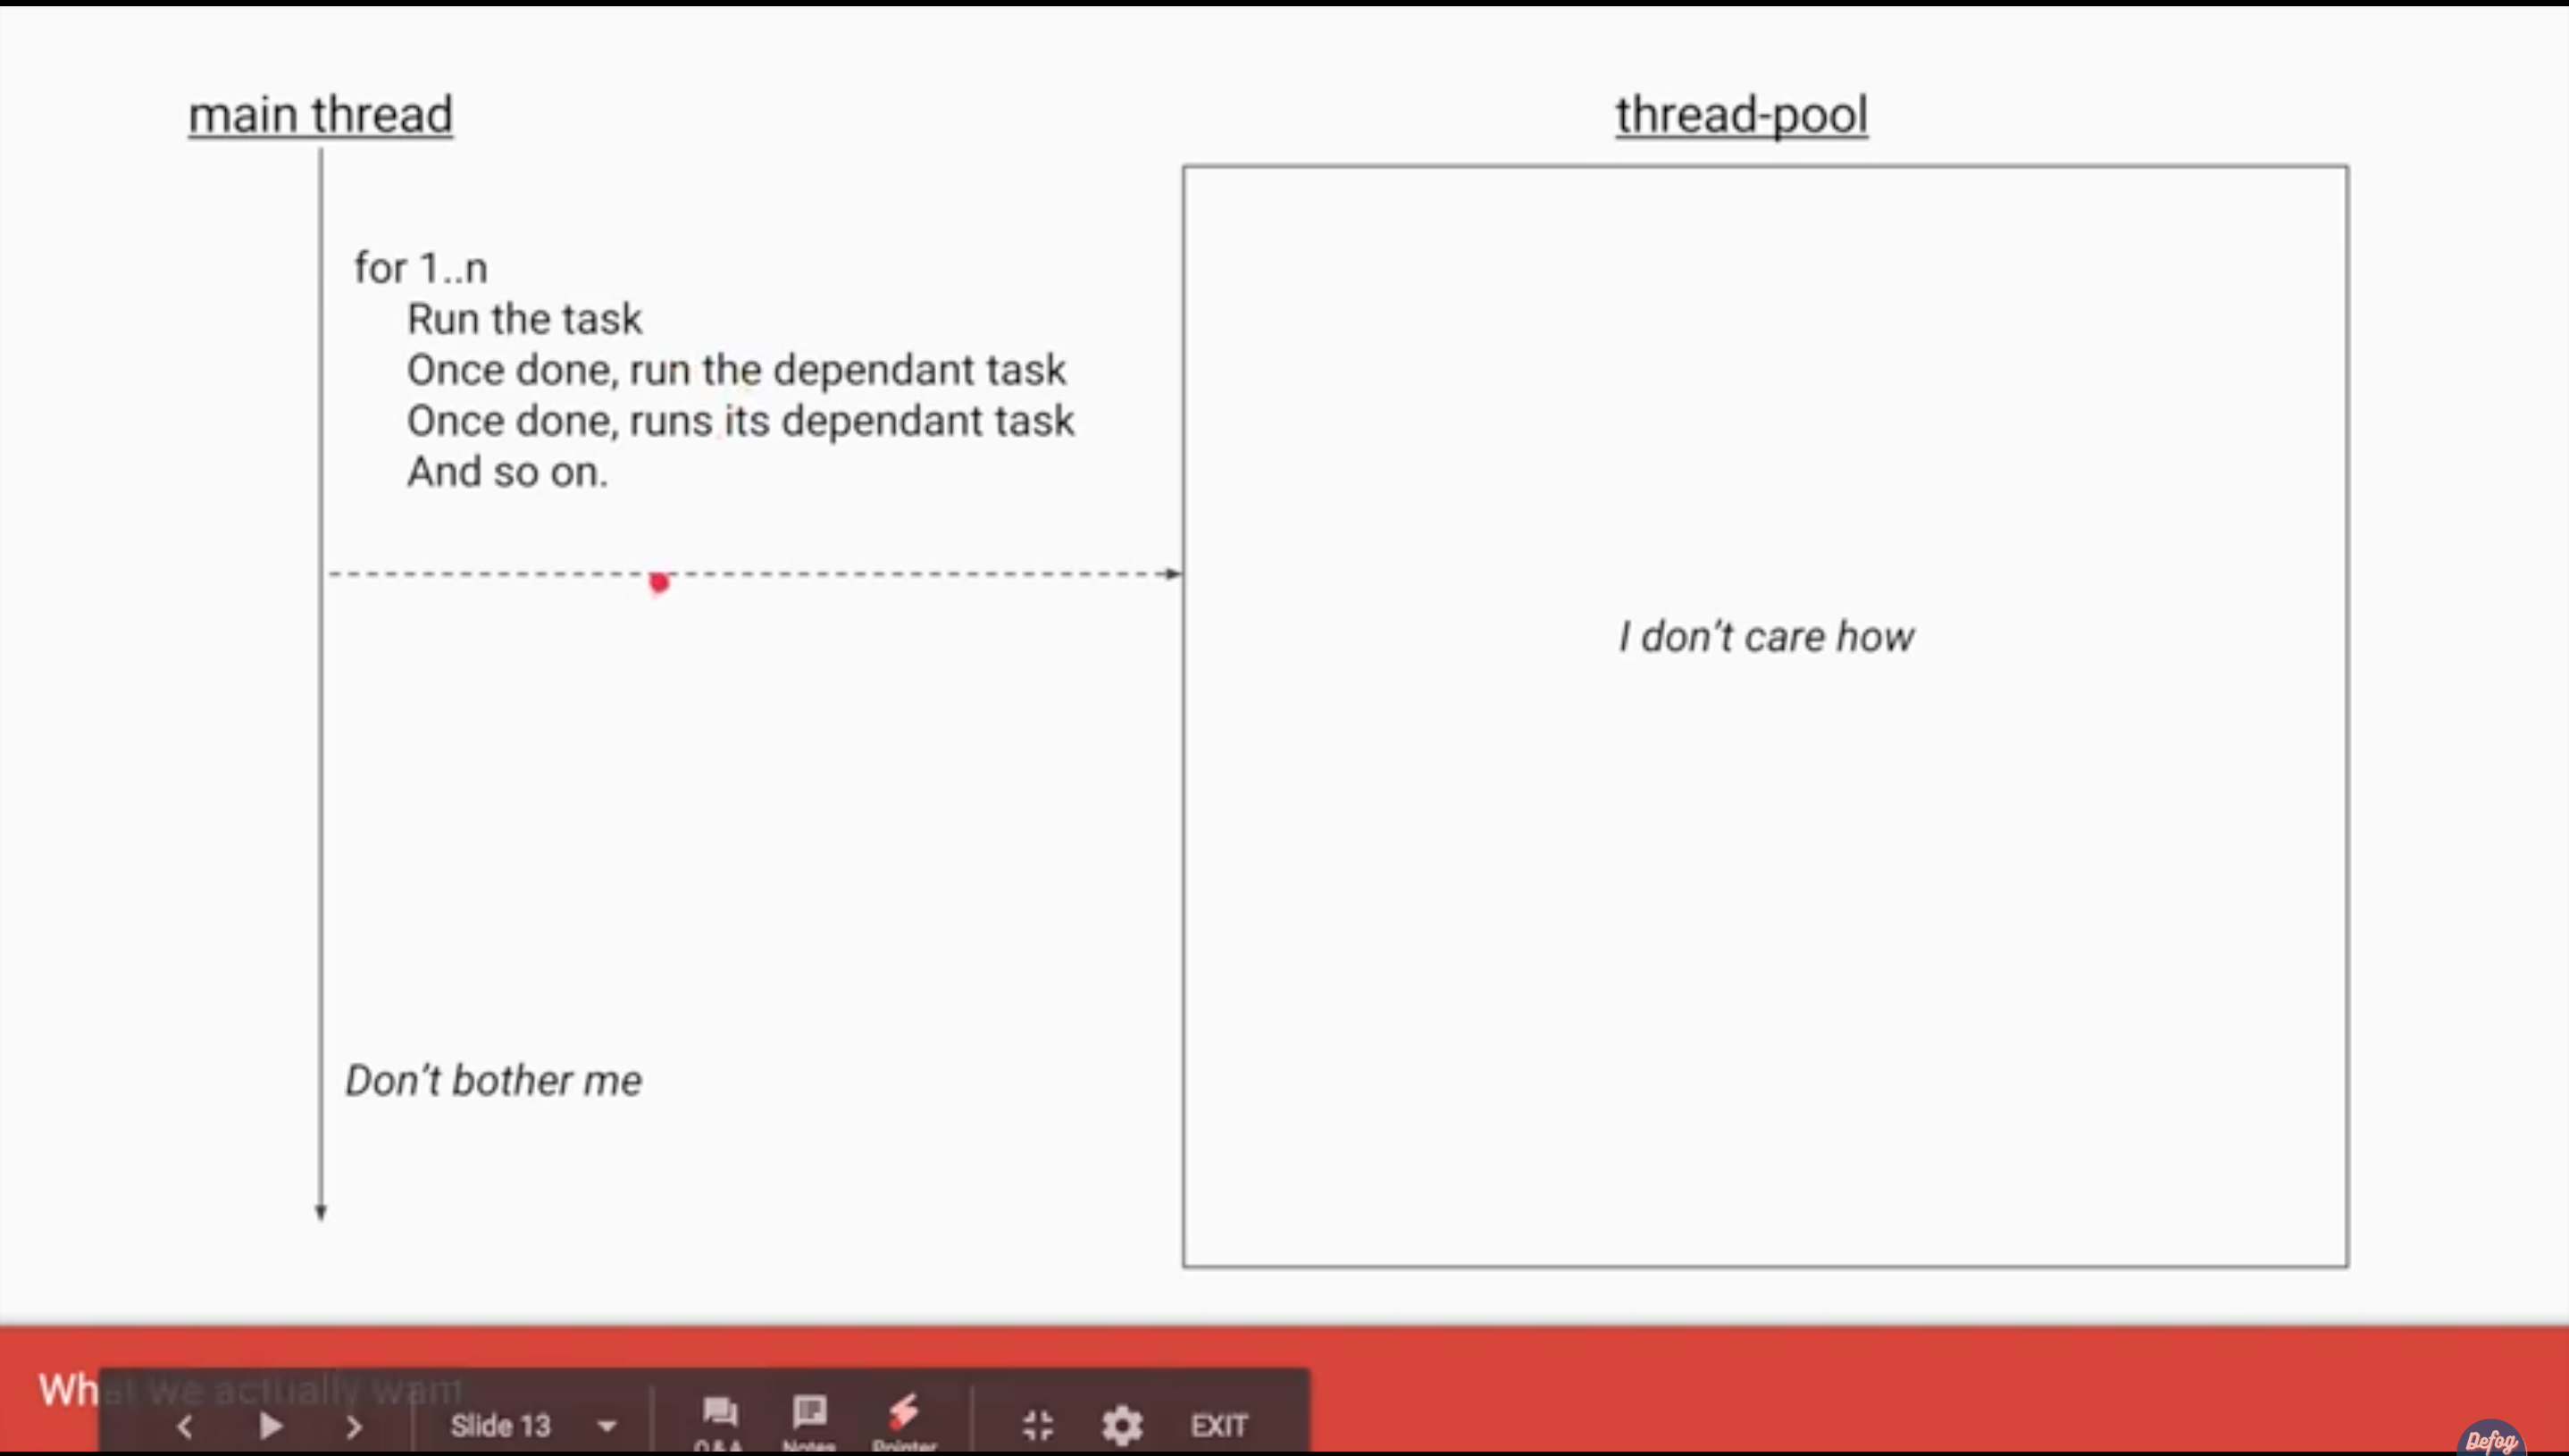 main thread
thread-pool
for 1..n
Run the task
Once done, run the dependant task
Once done, runs its dependant task
And so on.
I don't care how
Don't bother me
What we actually want
Slide 13
Q&A
Notes
Pointer
EXIT
Defog